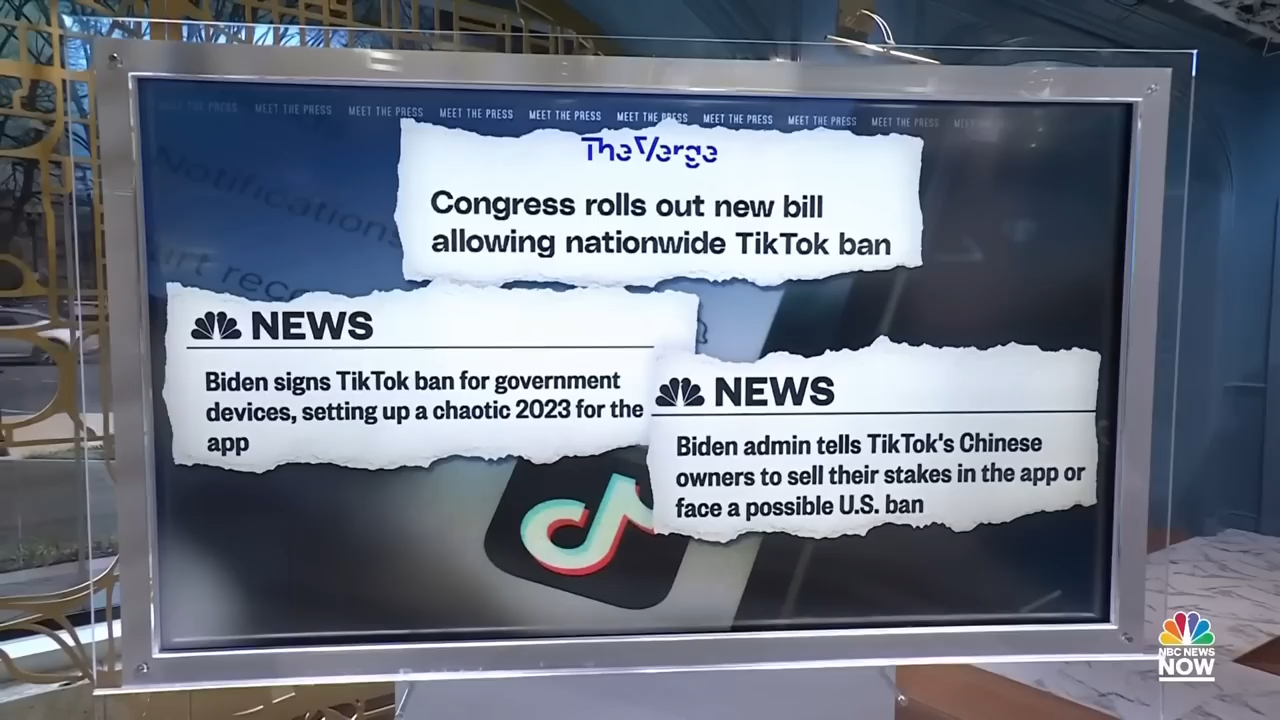 MEET THE PRESS MEET THE PRESS MEET THE PRESS MEET THE PRESS MEET THE PRESS MEET THE PRESS MEET THE PRESS MEET THE PRESS
The Verge
Congress rolls out new bill
allowing nationwide TikTok ban
Notifications
NEWS
Biden signs TikTok ban for government
devices, setting up a chaotic 2023 for the
app
NEWS
Biden admin tells TikTok's Chinese
owners to sell their stakes in the app or
face a possible U.S. ban
NBC NEWS
NOW